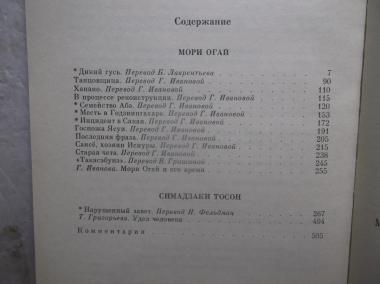 Содержание
МОРИ ОГАЙ
* Дикий гусь. Перевод Б. Лаврентьева 7
Танцовщица. Перевод Г. Ивановой 90
Ханако. Перевод Г. Ивановой 110
В процессе реконструкции. Перевод Г. Ивановой 115
* Семейство Абэ. Перевод Г. Ивановой 120
* Месть в Годзиингахаре. Перевод Г. Ивановой 153
* Инцидент в Сакаи. Перевод Г. Ивановой 172
Госпожа Ясуи. Перевод Г. Ивановой 191
Последняя фраза. Перевод Г. Ивановой 205
Сансё, хозяин Исиуры. Перевод Г. Ивановой 215
Старая чета. Перевод Г. Ивановой 238
«Такасэбунэ». Перевод В. Гришиной 245
Г. Иванова. Мори Огай и его время 255
СИМАДЗАКИ ТОСОН
* Нарушенный завет. Перевод Н. Фельдман 267
Т. Григорьева. Удел человека 494
Комментарии 505